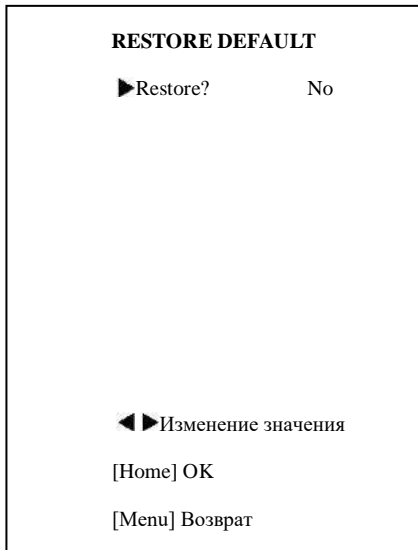 RESTORE DEFAULT
▶Restore? No
◀ ▶Изменение значения
[Home] OK
[Menu] Возврат